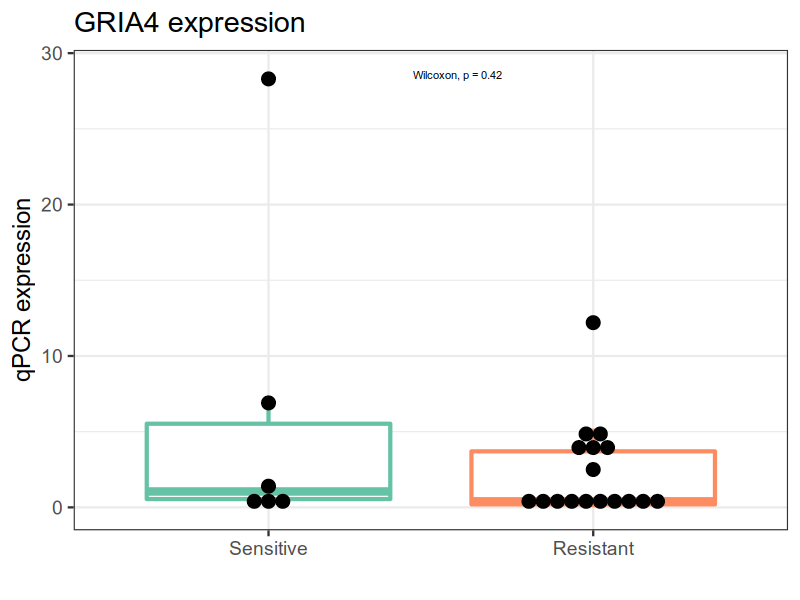 GRIA4 expression
Wilcoxon, p = 0.42
qPCR expression
30
20
10
0
Sensitive
Resistant